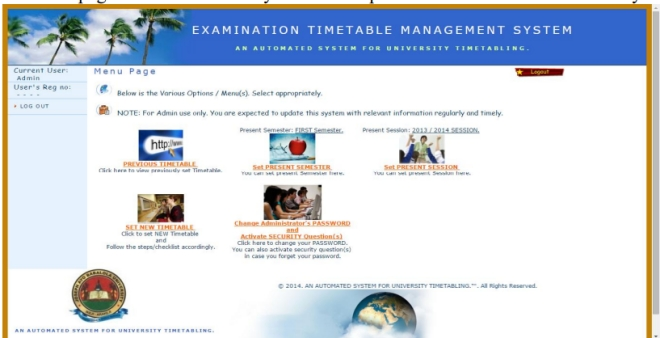 EXAMINATION TIMETABLE MANAGEMENT SYSTEM
AN AUTOMATED SYSTEM FOR UNIVERSITY TIMETABLING.
Current User:
Admin
User's Reg no:
- - - -
LOG OUT
Menu Page
Logout
Below is the Various Options / Menu(s). Select appropriately.
NOTE: For Admin use only. You are expected to update this system with relevant information regularly and timely.
Present Semester: FIRST Semester.
Present Session: 2013 / 2014 SESSION.
http://www
PREVIOUS TIMETABLE
Click here to view previously set Timetable.
Set PRESENT SEMESTER
You can set present Semester here.
Set PRESENT SESSION
You can set present Session here.
SET NEW TIMETABLE
Click to set NEW Timetable
and
Follow the steps/checklist accordingly.
Change Administrator's PASSWORD
and
Activate SECURITY Question(s)
Click here to change your PASSWORD.
You can also activate security question(s)
in case you forget your password.
© 2014. AN AUTOMATED SYSTEM FOR UNIVERSITY TIMETABLING.™. All Rights Reserved.
AN AUTOMATED SYSTEM FOR UNIVERSITY TIMETABLING.